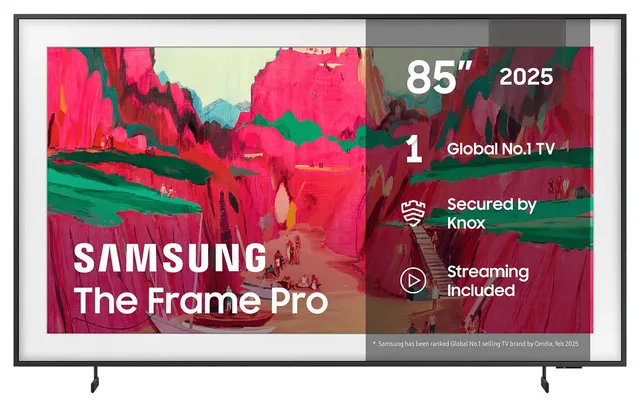 85” 2025
1 Global No.1 TV
Secured by
Knox
Streaming
Included
SAMSUNG
The Frame Pro
* Samsung has been ranked Global No.1 selling TV brand by Omdia, feb 2025